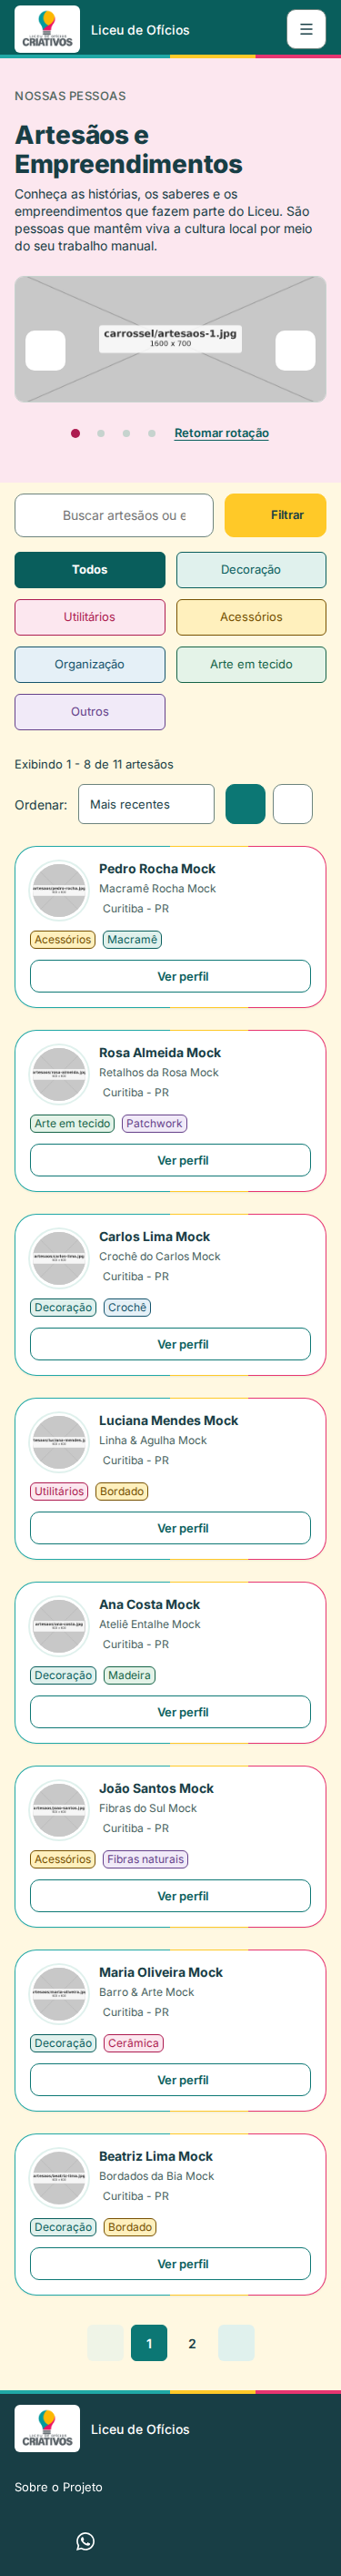 CRIATIVOS
Liceu de Ofícios
NOSSAS PESSOAS
Artesãos e
Empreendimentos
Conheça as histórias, os saberes e os
empreendimentos que fazem parte do Liceu. São
pessoas que mantêm viva a cultura local por meio
do seu trabalho manual.
carrossel/artesaos-1.jpg
1600 x 700
Retomar rotação
Buscar artesãos ou e
Filtrar
Todos
Decoração
Utilitários
Acessórios
Organização
Arte em tecido
Outros
Exibindo 1 - 8 de 11 artesãos
Ordenar:
Mais recentes
Pedro Rocha Mock
Macramê Rocha Mock
Curitiba - PR
Acessórios
Macramê
Ver perfil
Rosa Almeida Mock
Retalhos da Rosa Mock
Curitiba - PR
Arte em tecido
Patchwork
Ver perfil
Carlos Lima Mock
Crochê do Carlos Mock
Curitiba - PR
Decoração
Crochê
Ver perfil
Luciana Mendes Mock
Linha & Agulha Mock
Curitiba - PR
Utilitários
Bordado
Ver perfil
Ana Costa Mock
Ateliê Entalhe Mock
Curitiba - PR
Decoração
Madeira
Ver perfil
João Santos Mock
Fibras do Sul Mock
Curitiba - PR
Acessórios
Fibras naturais
Ver perfil
Maria Oliveira Mock
Barro & Arte Mock
Curitiba - PR
Decoração
Cerâmica
Ver perfil
Beatriz Lima Mock
Bordados da Bia Mock
Curitiba - PR
Decoração
Bordado
Ver perfil
1
2
CRIATIVOS
Liceu de Ofícios
Sobre o Projeto